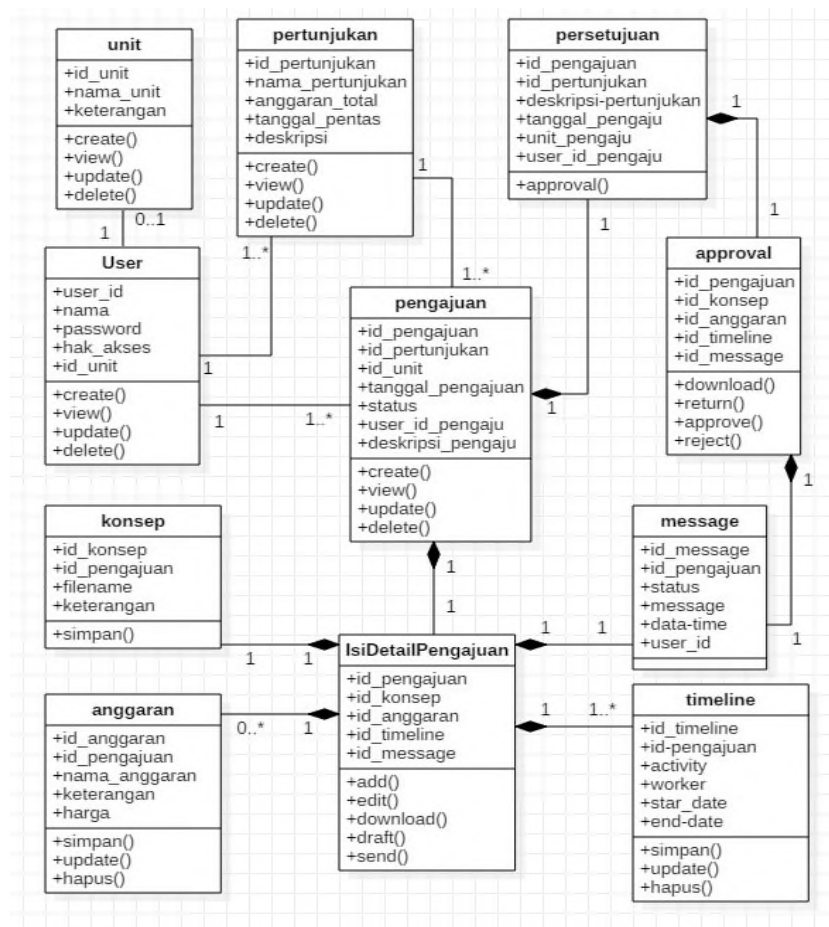 unit
+id_unit
+nama_unit
+keterangan
+create()
+view()
+update()
+delete()
pertunjukan
+id_pertunjukan
+nama_pertunjukan
+anggaran_total
+tanggal_pentas
+deskripsi
+create()
+view()
+update()
+delete()
persetujuan
+id_pengajuan
+id_pertunjukan
+deskripsi-pertunjukan
+tanggal_pengaju
+unit_pengaju
+user_id_pengaju
+approval()
1
1
1
0..1
1
1..*
1..*
1
1
User
+user_id
+nama
+password
+hak_akses
+id_unit
+create()
+view()
+update()
+delete()
1
1
1..*
pengajuan
+id_pengajuan
+id_pertunjukan
+id_unit
+tanggal_pengajuan
+status
+user_id_pengaju
+deskripsi_pengaju
+create()
+view()
+update()
+delete()
1
approval
+id_pengajuan
+id_konsep
+id_anggaran
+id_timeline
+id_message
+download()
+return()
+approve()
+reject()
1
konsep
+id_konsep
+id_pengajuan
+filename
+keterangan
+simpan()
1
1
message
+id_message
+id_pengajuan
+status
+message
+data-time
+user_id
1
1
1
1
1
IsiDetailPengajuan
+id_pengajuan
+id_konsep
+id_anggaran
+id_timeline
+id_message
+add()
+edit()
+download()
+draft()
+send()
anggaran
+id_anggaran
+id_pengajuan
+nama_anggaran
+keterangan
+harga
+simpan()
+update()
+hapus()
0..*
1
1
1..*
timeline
+id_timeline
+id-pengajuan
+activity
+worker
+star_date
+end-date
+simpan()
+update()
+hapus()